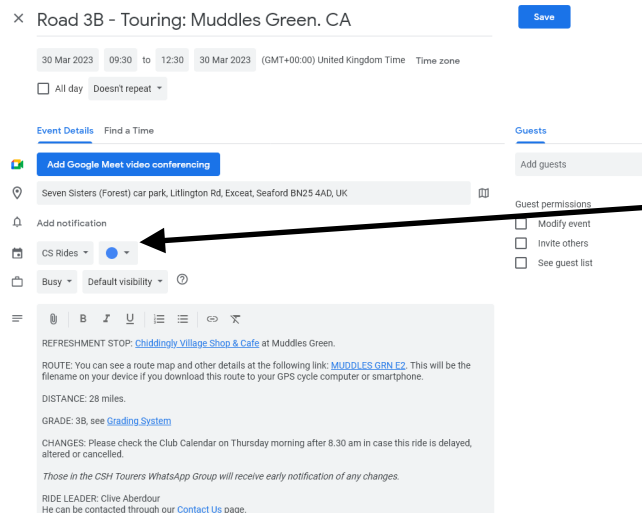 Road 3B - Touring: Muddles Green. CA
Save
30 Mar 2023 09:30 to 12:30 30 Mar 2023 (GMT+00:00) United Kingdom Time Time zone
All day Doesn't repeat
Event Details Find a Time
Guests
Add Google Meet video conferencing
Add guests
Seven Sisters (Forest) car park, Litlington Rd, Exceat, Seaford BN25 4AD, UK
Guest permissions
Add notification
Modify event
CS Rides
Invite others
Busy Default visibility
See guest list
B I U
REFRESHMENT STOP: Chiddingly Village Shop & Cafe at Muddles Green.
ROUTE: You can see a route map and other details at the following link: MUDDLES GRN E2. This will be the
filename on your device if you download this route to your GPS cycle computer or smartphone.
DISTANCE: 28 miles.
GRADE: 3B, see Grading System
CHANGES: Please check the Club Calendar on Thursday morning after 8.30 am in case this ride is delayed,
altered or cancelled.
Those in the CSH Tourers WhatsApp Group will receive early notification of any changes.
RIDE LEADER: Clive Aberdour
He can be contacted through our Contact Us page.